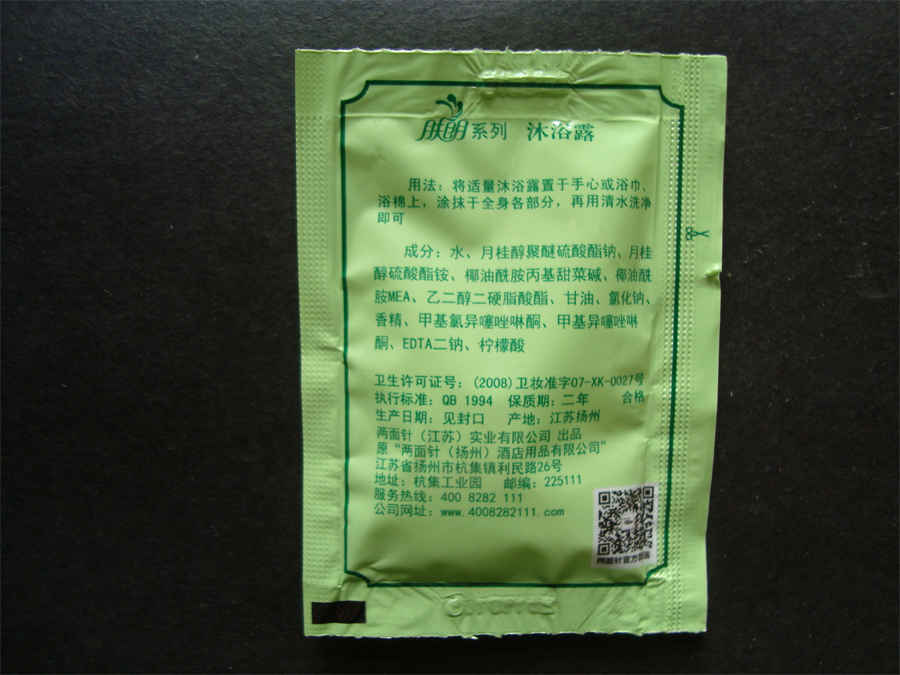 肤朗系列 沐浴露
用法：将适量沐浴露置于手心或浴巾、
浴棉上，涂抹于全身各部分，再用清水洗净
即可
成分：水、月桂醇聚醚硫酸酯钠、月桂
醇硫酸酯铵、椰油酰胺丙基甜菜碱、椰油酰
胺MEA、乙二醇二硬脂酸酯、甘油、氯化钠、
香精、甲基氯异噻唑啉酮、甲基异噻唑啉
酮、EDTA二钠、柠檬酸
卫生许可证号：(2008)卫妆准字07-XK-0027号
执行标准：QB 1994 保质期：二年 合格
生产日期：见封口 产地：江苏扬州
两面针（江苏）实业有限公司 出品
原“两面针（扬州）酒店用品有限公司”
江苏省扬州市杭集镇利民路26号
地址：杭集工业园 邮编：225111
服务热线：400 8282 111
公司网址：www.4008282111.com